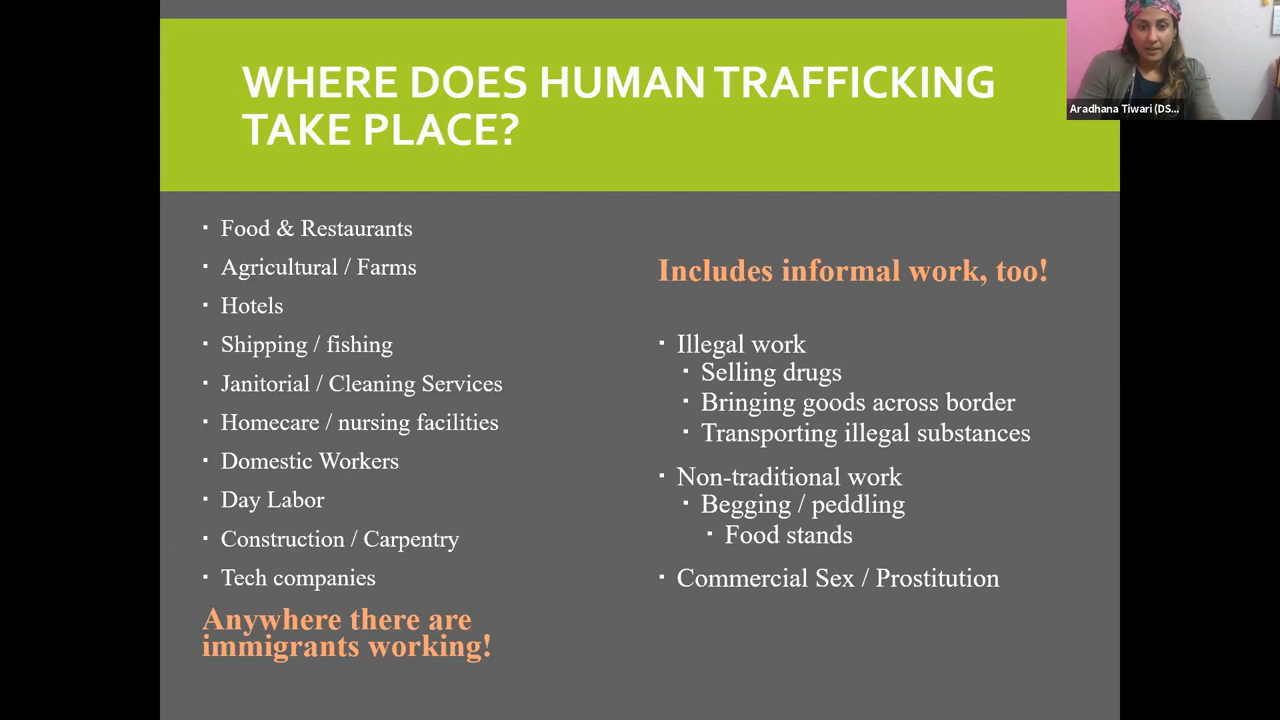 WHERE DOES HUMAN TRAFFICKING
TAKE PLACE?
Aradhana Tiwari (DS...
▪ Food & Restaurants
▪ Agricultural / Farms
▪ Hotels
▪ Shipping / fishing
▪ Janitorial / Cleaning Services
▪ Homecare / nursing facilities
▪ Domestic Workers
▪ Day Labor
▪ Construction / Carpentry
▪ Tech companies
Anywhere there are
immigrants working!
Includes informal work, too!
▪ Illegal work
▪ Selling drugs
▪ Bringing goods across border
▪ Transporting illegal substances
▪ Non-traditional work
▪ Begging / peddling
▪ Food stands
▪ Commercial Sex / Prostitution